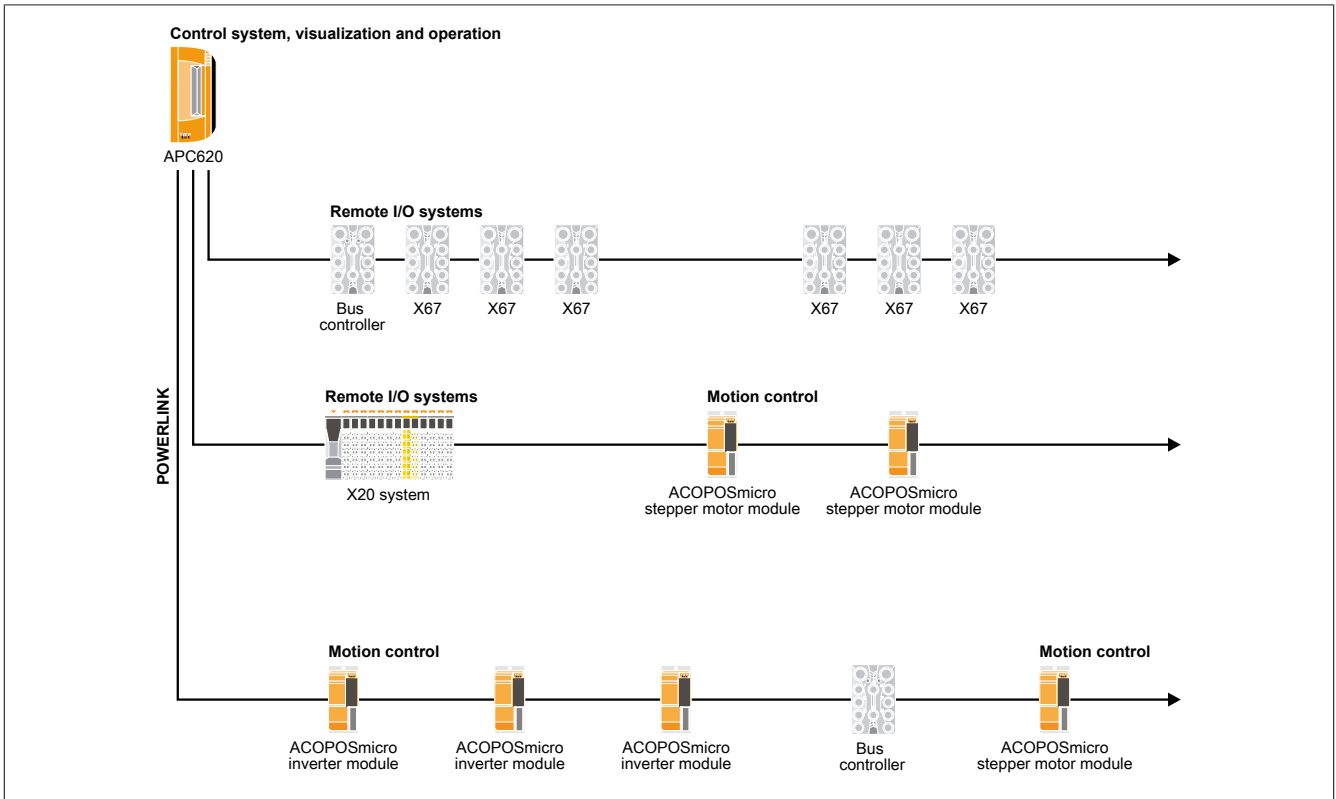 Control system, visualization and operation
APC620
Remote I/O systems
Bus
controller
X67
X67
X67
X67
X67
X67
POWERLINK
Remote I/O systems
Motion control
X20 system
ACOPOSmicro
stepper motor module
ACOPOSmicro
stepper motor module
Motion control
Motion control
ACOPOSmicro
inverter module
ACOPOSmicro
inverter module
ACOPOSmicro
inverter module
Bus
controller
ACOPOSmicro
stepper motor module